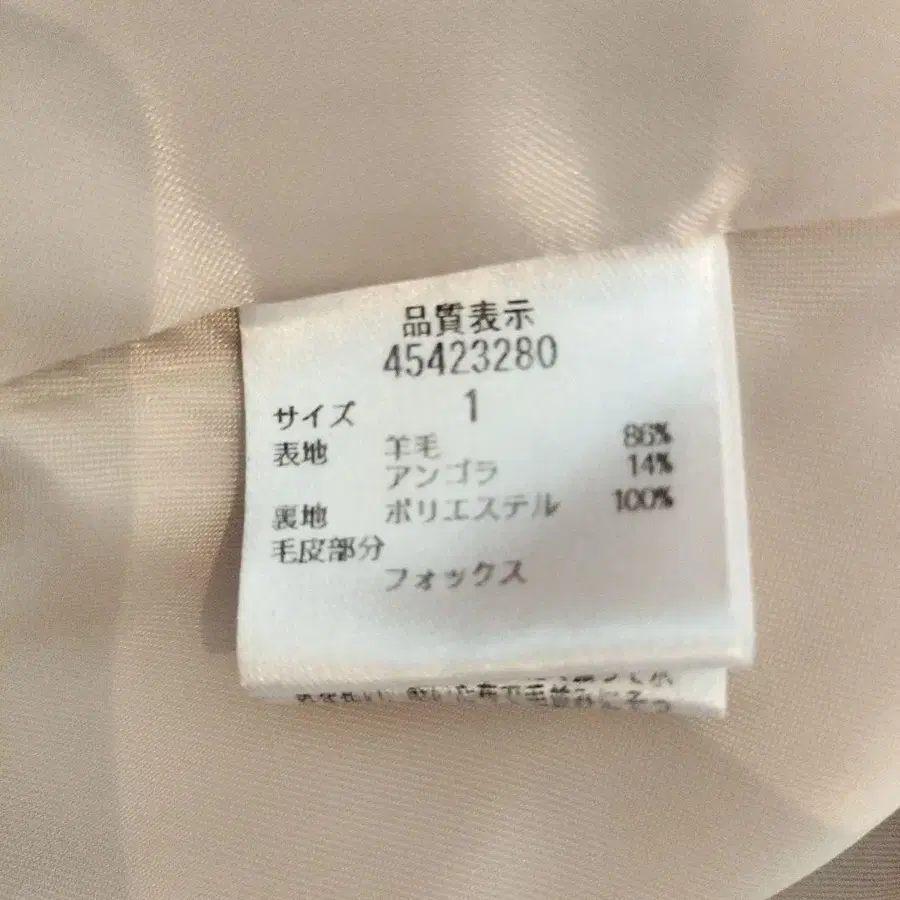 品質表示
45423280
サイズ 1
表地 羊毛 86%
アンゴラ 14%
裏地 ポリエステル 100%
毛皮部分
フォックス